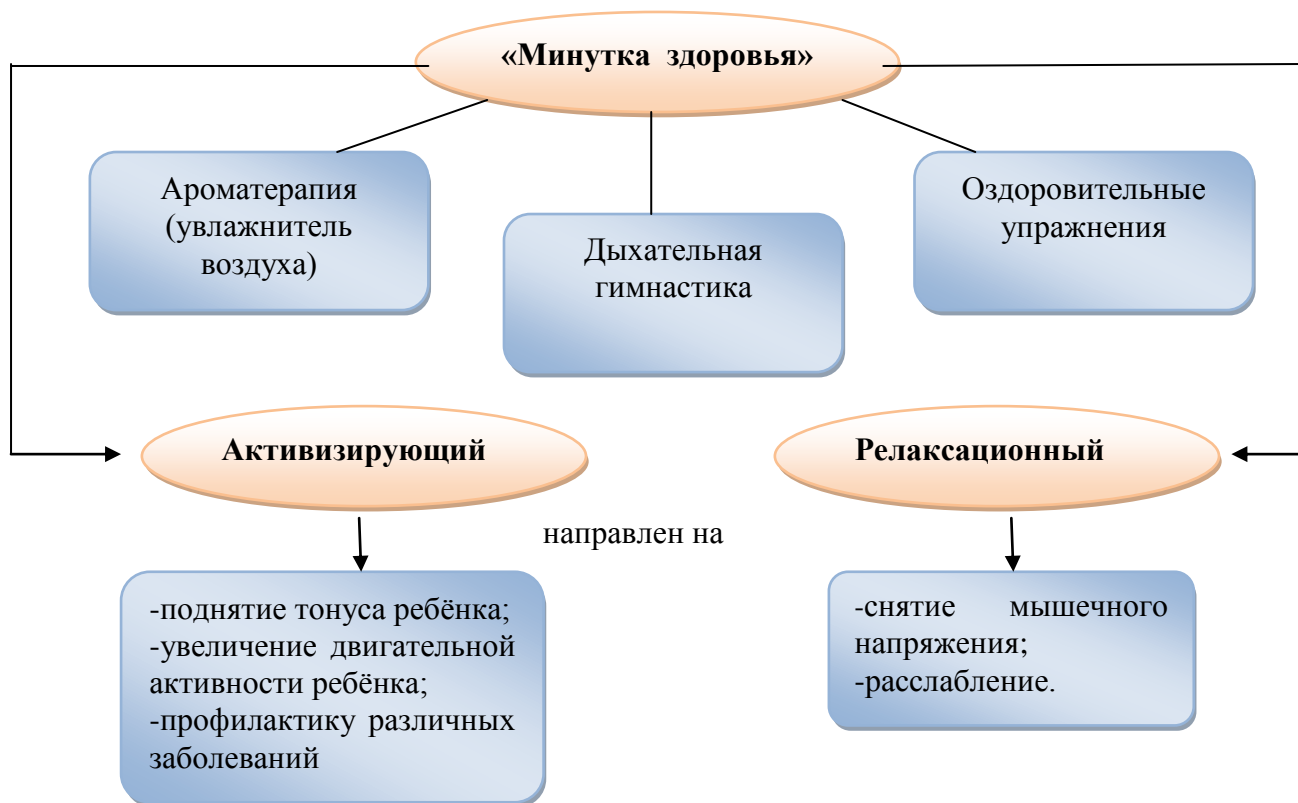 «Минутка здоровья»
Ароматерапия
(увлажнитель
воздуха)
Дыхательная
гимнастика
Оздоровительные
упражнения
Активизирующий
Релаксационный
направлен на
-поднятие тонуса ребёнка;
-увеличение двигательной
активности ребёнка;
-профилактику различных
заболеваний
-снятие мышечного
напряжения;
-расслабление.